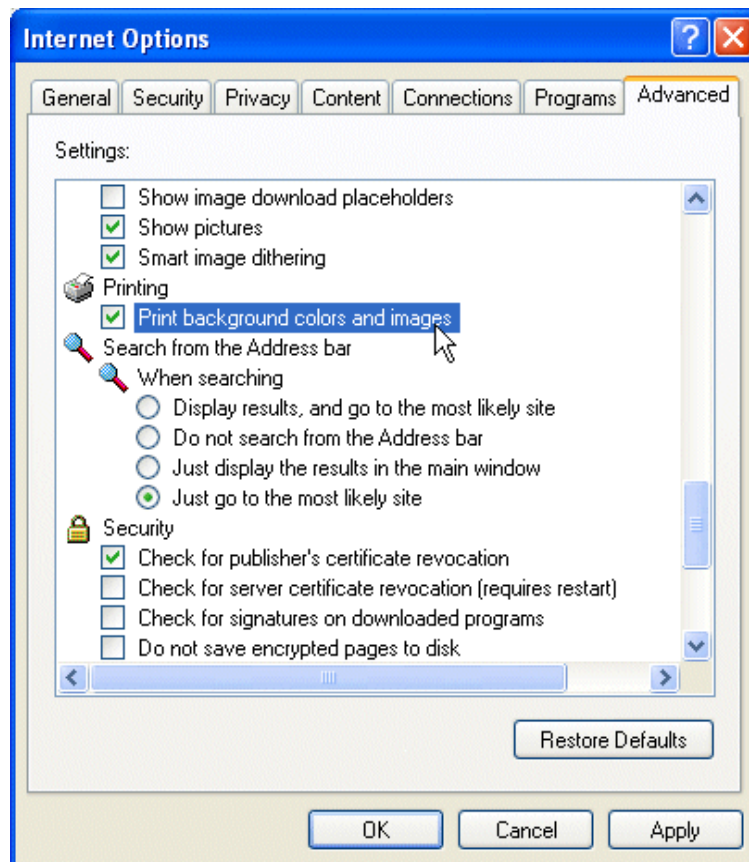 Internet Options
General Security Privacy Content Connections Programs Advanced
Settings:
Show image download placeholders
Show pictures
Smart image dithering
Printing
Print background colors and images
Search from the Address bar
When searching
Display results, and go to the most likely site
Do not search from the Address bar
Just display the results in the main window
Just go to the most likely site
Security
Check for publisher's certificate revocation
Check for server certificate revocation (requires restart)
Check for signatures on downloaded programs
Do not save encrypted pages to disk
Restore Defaults
OK Cancel Apply